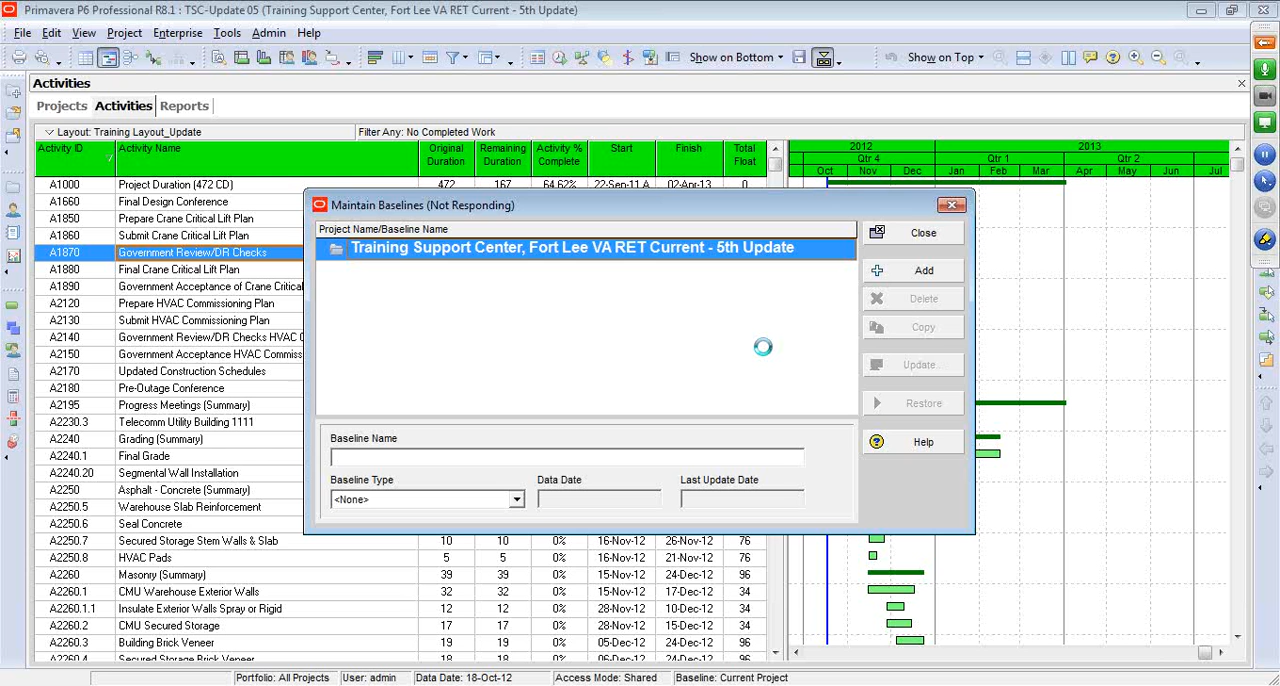 Primavera P6 Professional R8.1 : TSC-Update 05 (Training Support Center, Fort Lee VA RET Current - 5th Update)
File Edit View Project Enterprise Tools Admin Help
Show on Bottom Show on Top
Activities
Projects Activities Reports
Layout: Training Layout_Update Filter Any: No Completed Work
Activity ID Activity Name Original Duration Remaining Duration Activity % Complete Start Finish Total Float 2012 2013
Qtr 4 Qtr 1 Qtr 2
Oct Nov Dec Jan Feb Mar Apr May Jun Jul
A1000 Project Duration (472 CD) 472 167 64.62% 22-Sep-11 A 02-Apr-13 0
A1660 Final Design Conference
A1850 Prepare Crane Critical Lift Plan
A1860 Submit Crane Critical Lift Plan
A1870 Government Review/DR Checks
A1880 Final Crane Critical Lift Plan
A1890 Government Acceptance of Crane Critical
A2120 Prepare HVAC Commissioning Plan
A2130 Submit HVAC Commissioning Plan
A2140 Government Review/DR Checks HVAC
A2150 Government Acceptance HVAC Commiss
A2170 Updated Construction Schedules
A2180 Pre-Outage Conference
A2195 Progress Meetings (Summary)
A2230.3 Telecomm Utility Building 1111
A2240 Grading (Summary)
A2240.1 Final Grade
A2240.20 Segmental Wall Installation
A2250 Asphalt - Concrete (Summary)
A2250.5 Warehouse Slab Reinforcement
A2250.6 Seal Concrete
A2250.7 Secured Storage Stem Walls & Slab 10 10 0% 16-Nov-12 26-Nov-12 76
A2250.8 HVAC Pads 5 5 0% 16-Nov-12 21-Nov-12 76
A2260 Masonry (Summary) 39 39 0% 15-Nov-12 24-Dec-12 96
A2260.1 CMU Warehouse Exterior Walls 32 32 0% 15-Nov-12 17-Dec-12 34
A2260.1.1 Insulate Exterior Walls Spray or Rigid 12 12 0% 28-Nov-12 10-Dec-12 34
A2260.2 CMU Secured Storage 17 17 0% 28-Nov-12 15-Dec-12 34
A2260.3 Building Brick Veneer 19 19 0% 05-Dec-12 24-Dec-12 34
A2260.4 Secured Storage Brick Veneer 18 18 0% 06-Dec-12 24-Dec-12 96
Maintain Baselines (Not Responding)
Project Name/Baseline Name
Training Support Center, Fort Lee VA RET Current - 5th Update
Close
Add
Delete
Copy
Update..
Restore
Help
Baseline Name
Baseline Type Data Date Last Update Date
<None>
Portfolio: All Projects User: admin Data Date: 18-Oct-12 Access Mode: Shared Baseline: Current Project